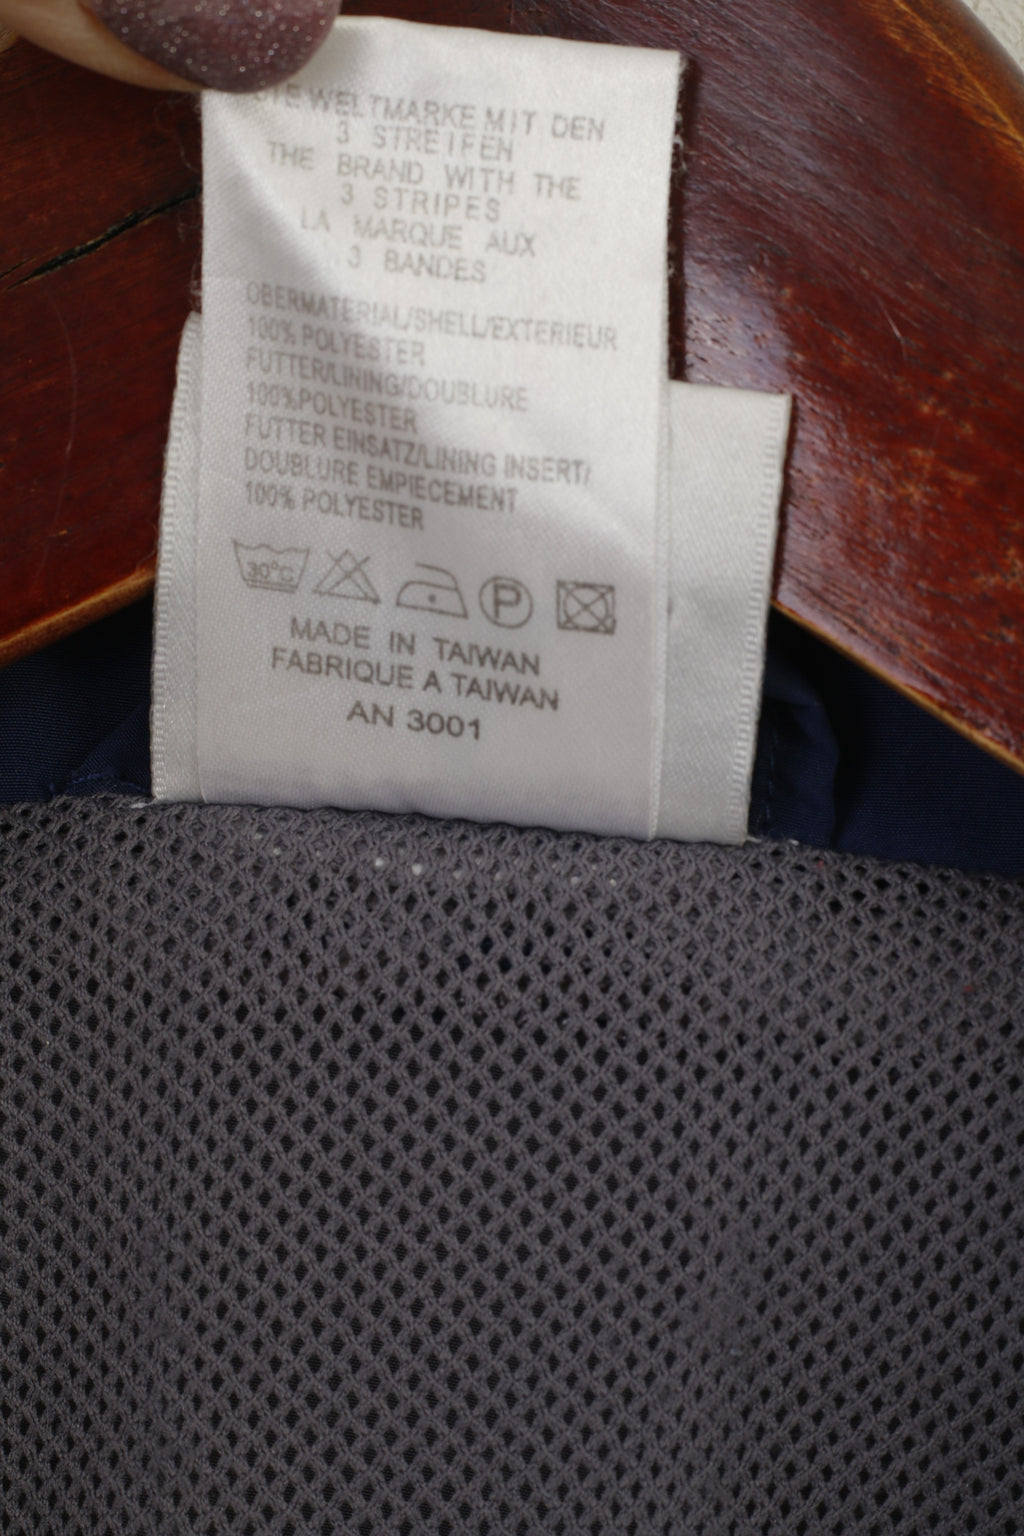 WELTMARKE MIT DEN
3 STREIFEN
THE BRAND WITH THE
3 STRIPES
LA MARQUE AUX
3 BANDES
OBERMATERIAL/SHELL/EXTERIEUR
100% POLYESTER
FUTTER/LINING/DOUBLURE
100%POLYESTER
FUTTER EINSATZ/LINING INSERT/
DOUBLURE EMPIECEMENT
100% POLYESTER
30°C P
MADE IN TAIWAN
FABRIQUE A TAIWAN
AN 3001